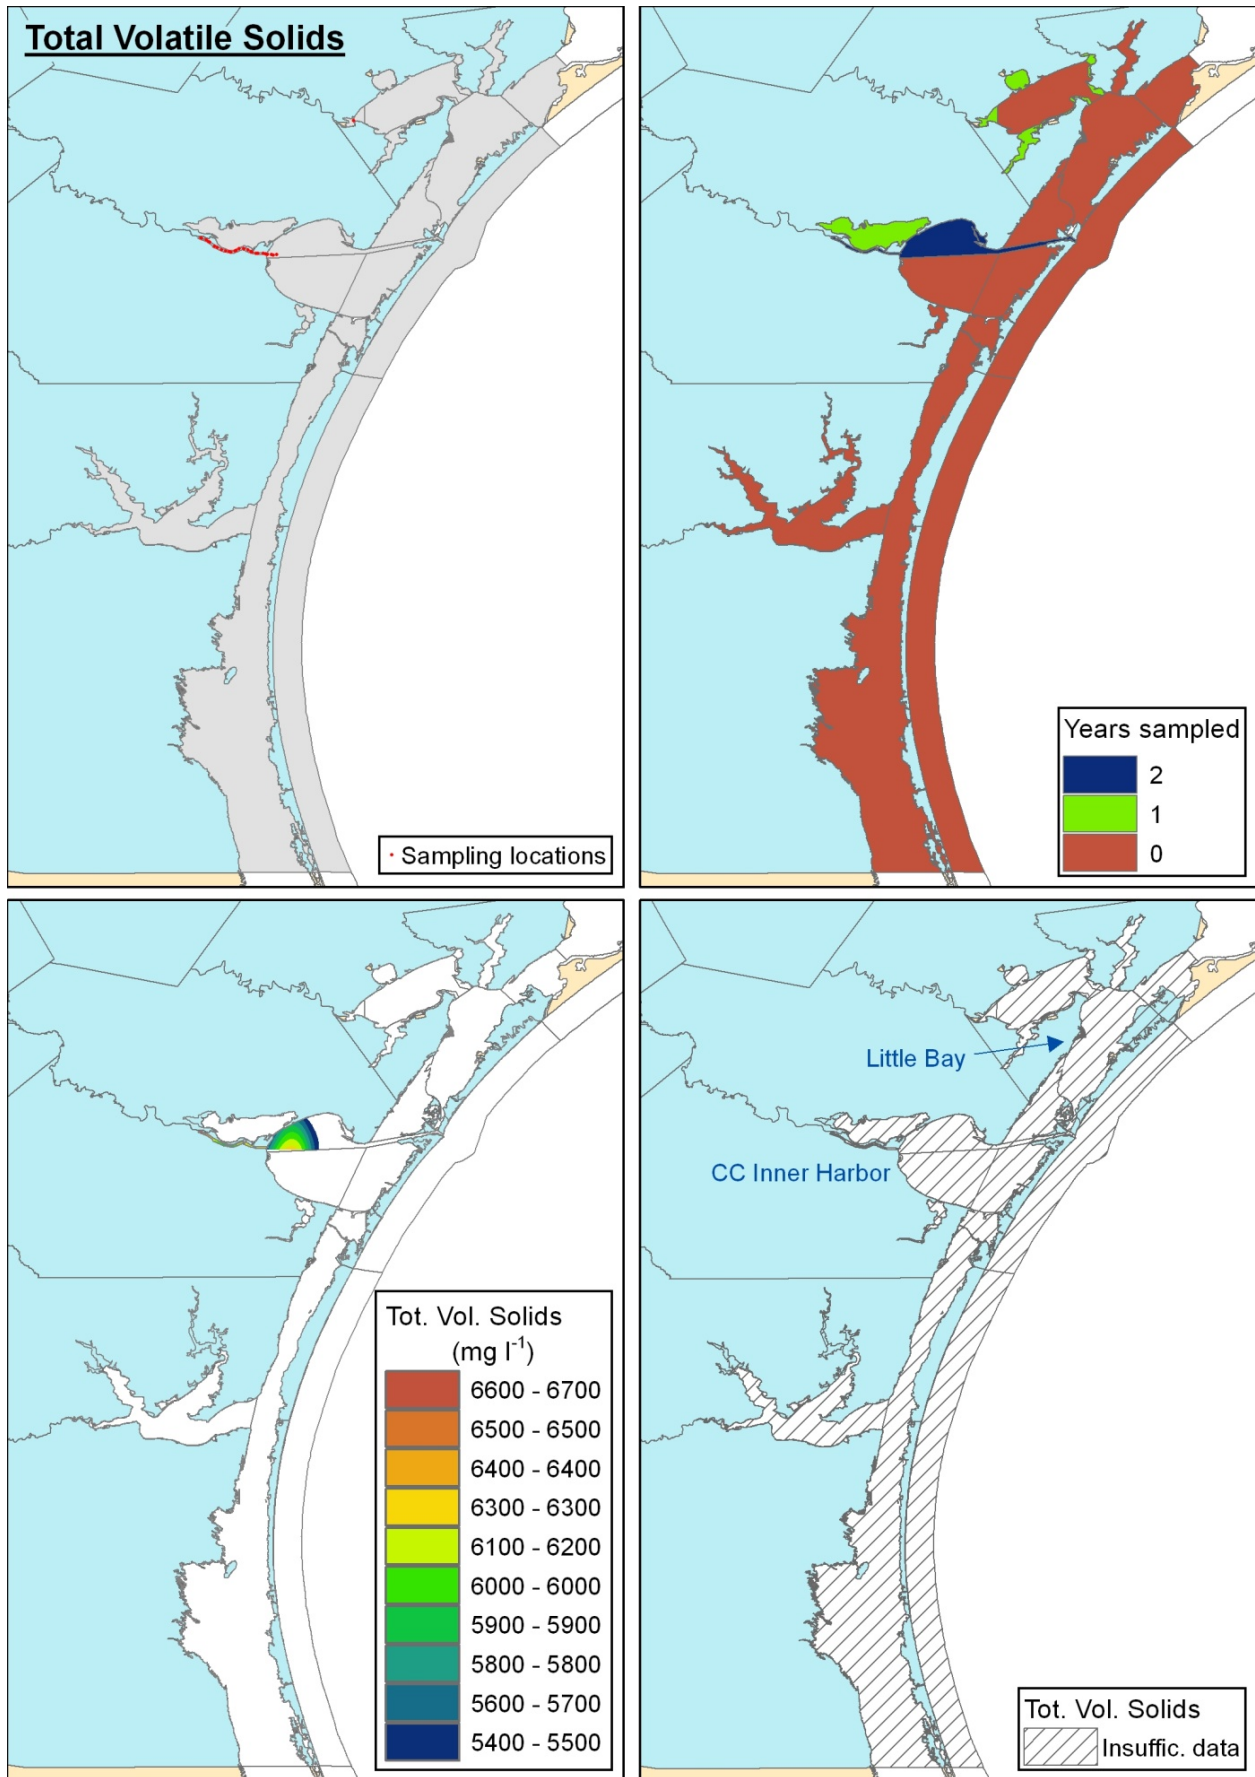 Total Volatile Solids
Sampling locations
Years sampled
2
1
0
Tot. Vol. Solids
(mg l⁻¹)
6600 - 6700
6500 - 6500
6400 - 6400
6300 - 6300
6100 - 6200
6000 - 6000
5900 - 5900
5800 - 5800
5600 - 5700
5400 - 5500
Little Bay
CC Inner Harbor
Tot. Vol. Solids
Insuffic. data